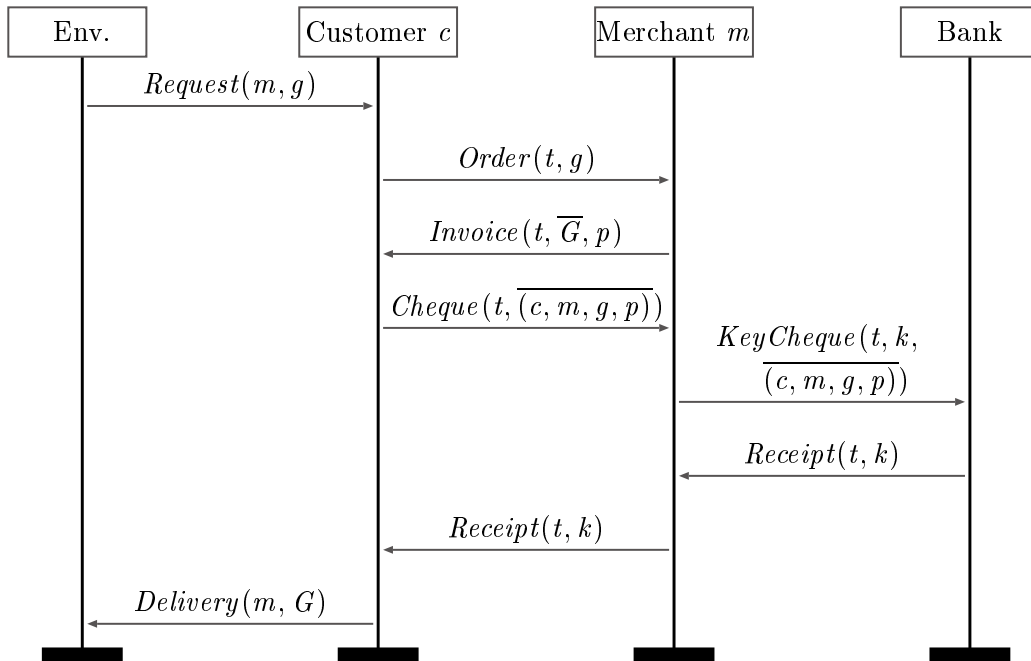 Env.
Customer c
Merchant m
Bank
Request(m, g)
Order(t, g)
Invoice(t, G̅, p)
Cheque(t, (c, m, g, p))
KeyCheque(t, k,
(c, m, g, p))
Receipt(t, k)
Receipt(t, k)
Delivery(m, G)